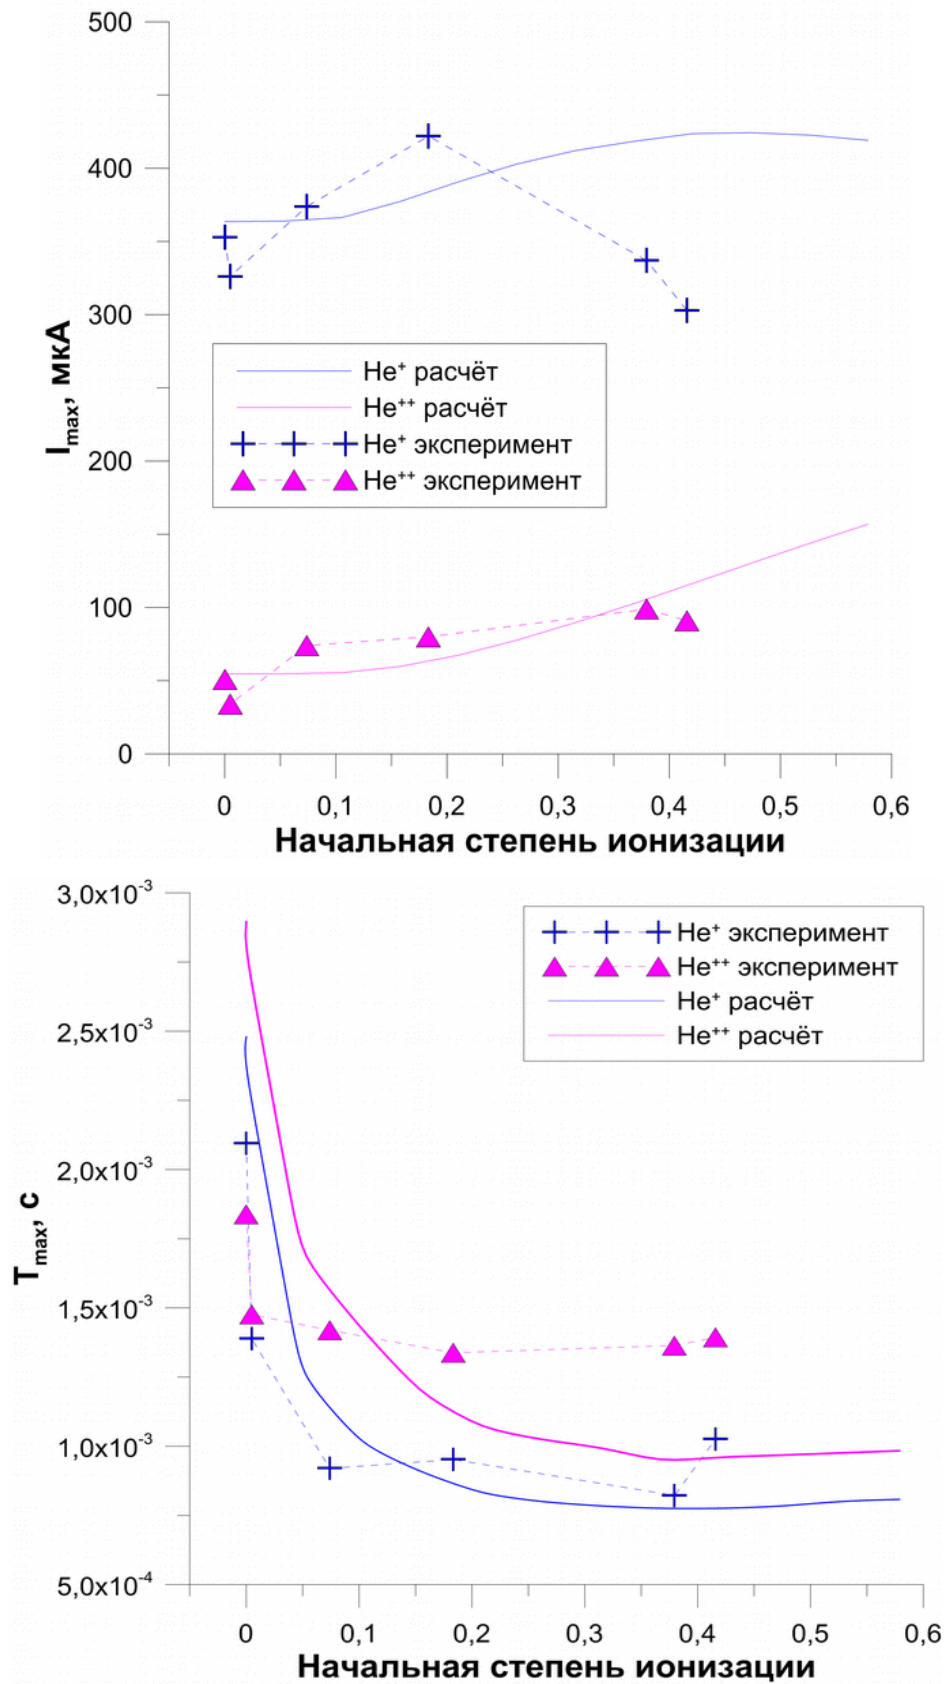 500
400
300
200
100
0
I_max, мкА
He⁺ расчёт
He⁺⁺ расчёт
He⁺ эксперимент
He⁺⁺ эксперимент
0 0,1 0,2 0,3 0,4 0,5 0,6
Начальная степень ионизации
3,0x10⁻³
2,5x10⁻³
2,0x10⁻³
1,5x10⁻³
1,0x10⁻³
5,0x10⁻⁴
T_max, с
He⁺ эксперимент
He⁺⁺ эксперимент
He⁺ расчёт
He⁺⁺ расчёт
0 0,1 0,2 0,3 0,4 0,5 0,6
Начальная степень ионизации